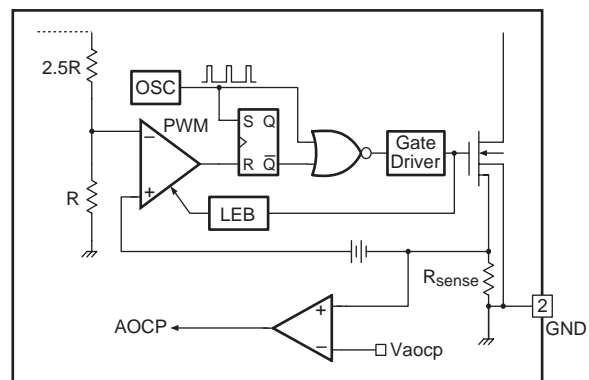 2.5R
OSC
PWM
−
+
S Q
R Q̅
Gate
Driver
R
LEB
Rsense
2
GND
AOCP
+
−
Vaocp